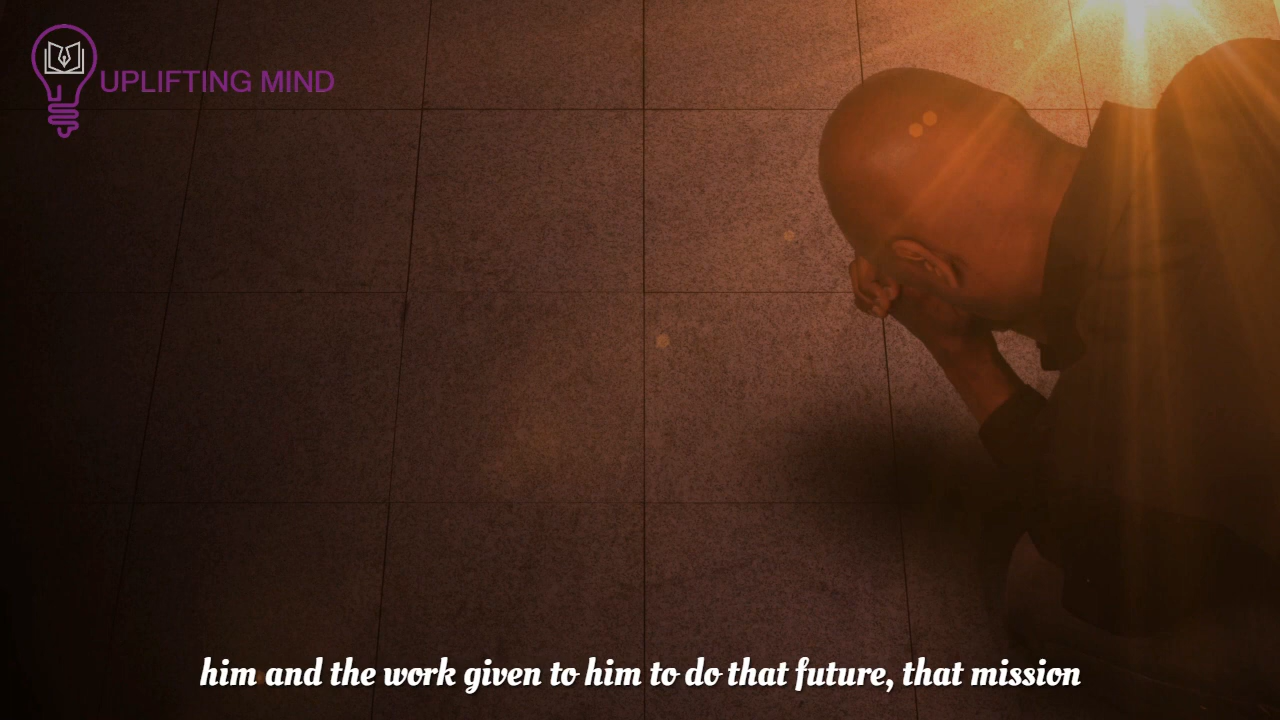 UPLIFTING MIND
him and the work given to him to do that future, that mission